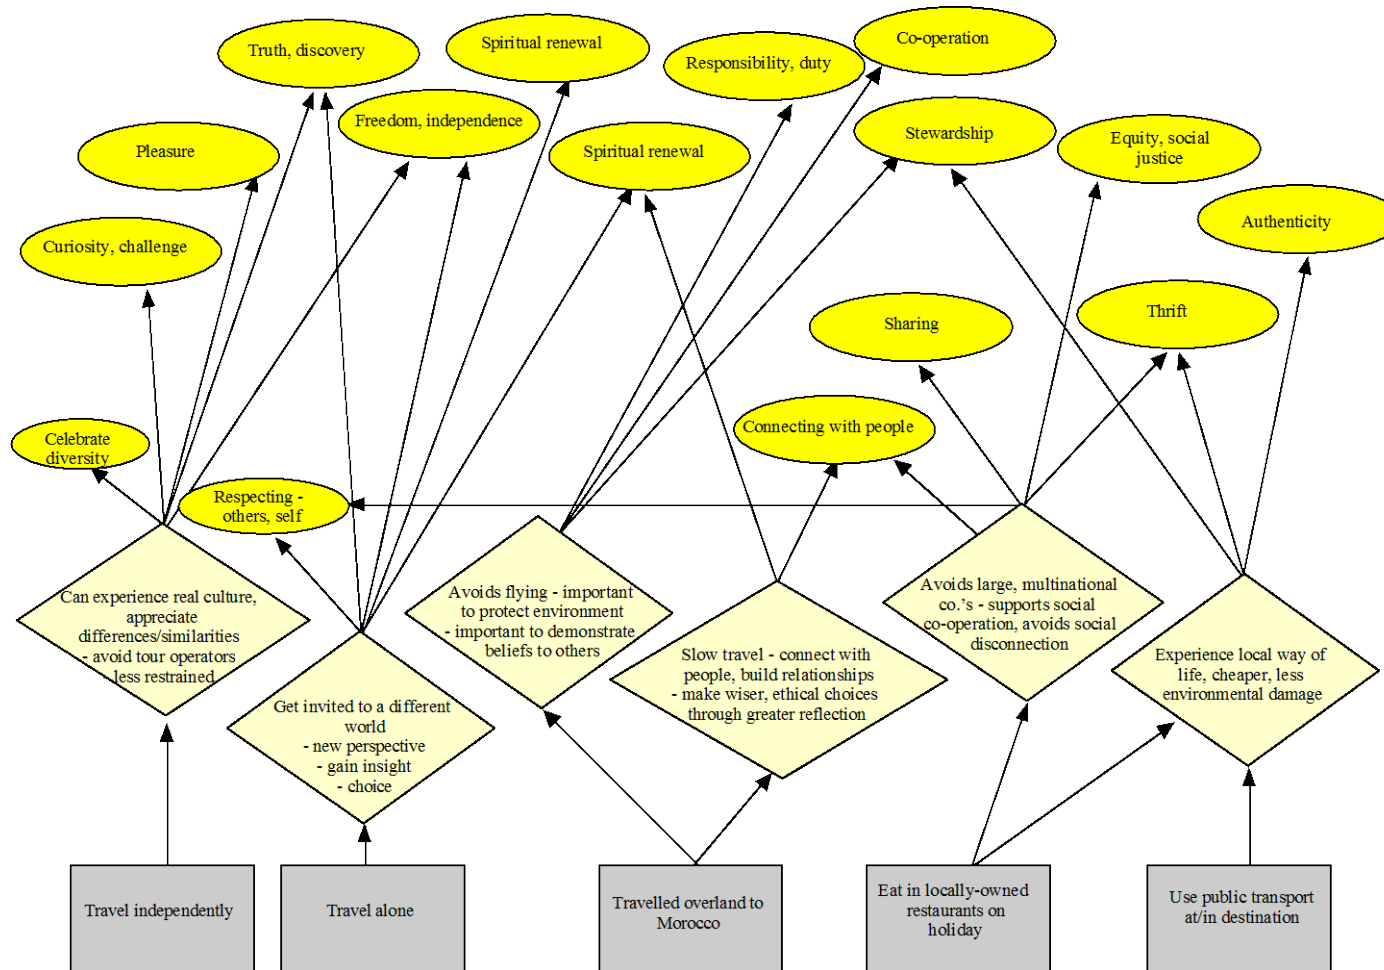 Truth, discovery
Spiritual renewal
Co-operation
Responsibility, duty
Freedom, independence
Stewardship
Equity, social
justice
Pleasure
Spiritual renewal
Authenticity
Curiosity, challenge
Sharing
Thrift
Celebrate
diversity
Connecting with people
Respecting -
others, self
Can experience real culture,
appreciate
differences/similarities
- avoid tour operators
- less restrained
Get invited to a different
world
- new perspective
- gain insight
- choice
Avoids flying - important
to protect environment
- important to demonstrate
beliefs to others
Slow travel - connect with
people, build relationships
- make wiser, ethical choices
through greater reflection
Avoids large, multinational
co.'s - supports social
co-operation, avoids social
disconnection
Experience local way of
life, cheaper, less
environmental damage
Travel independently
Travel alone
Travelled overland to
Morocco
Eat in locally-owned
restaurants on
holiday
Use public transport
at/in destination